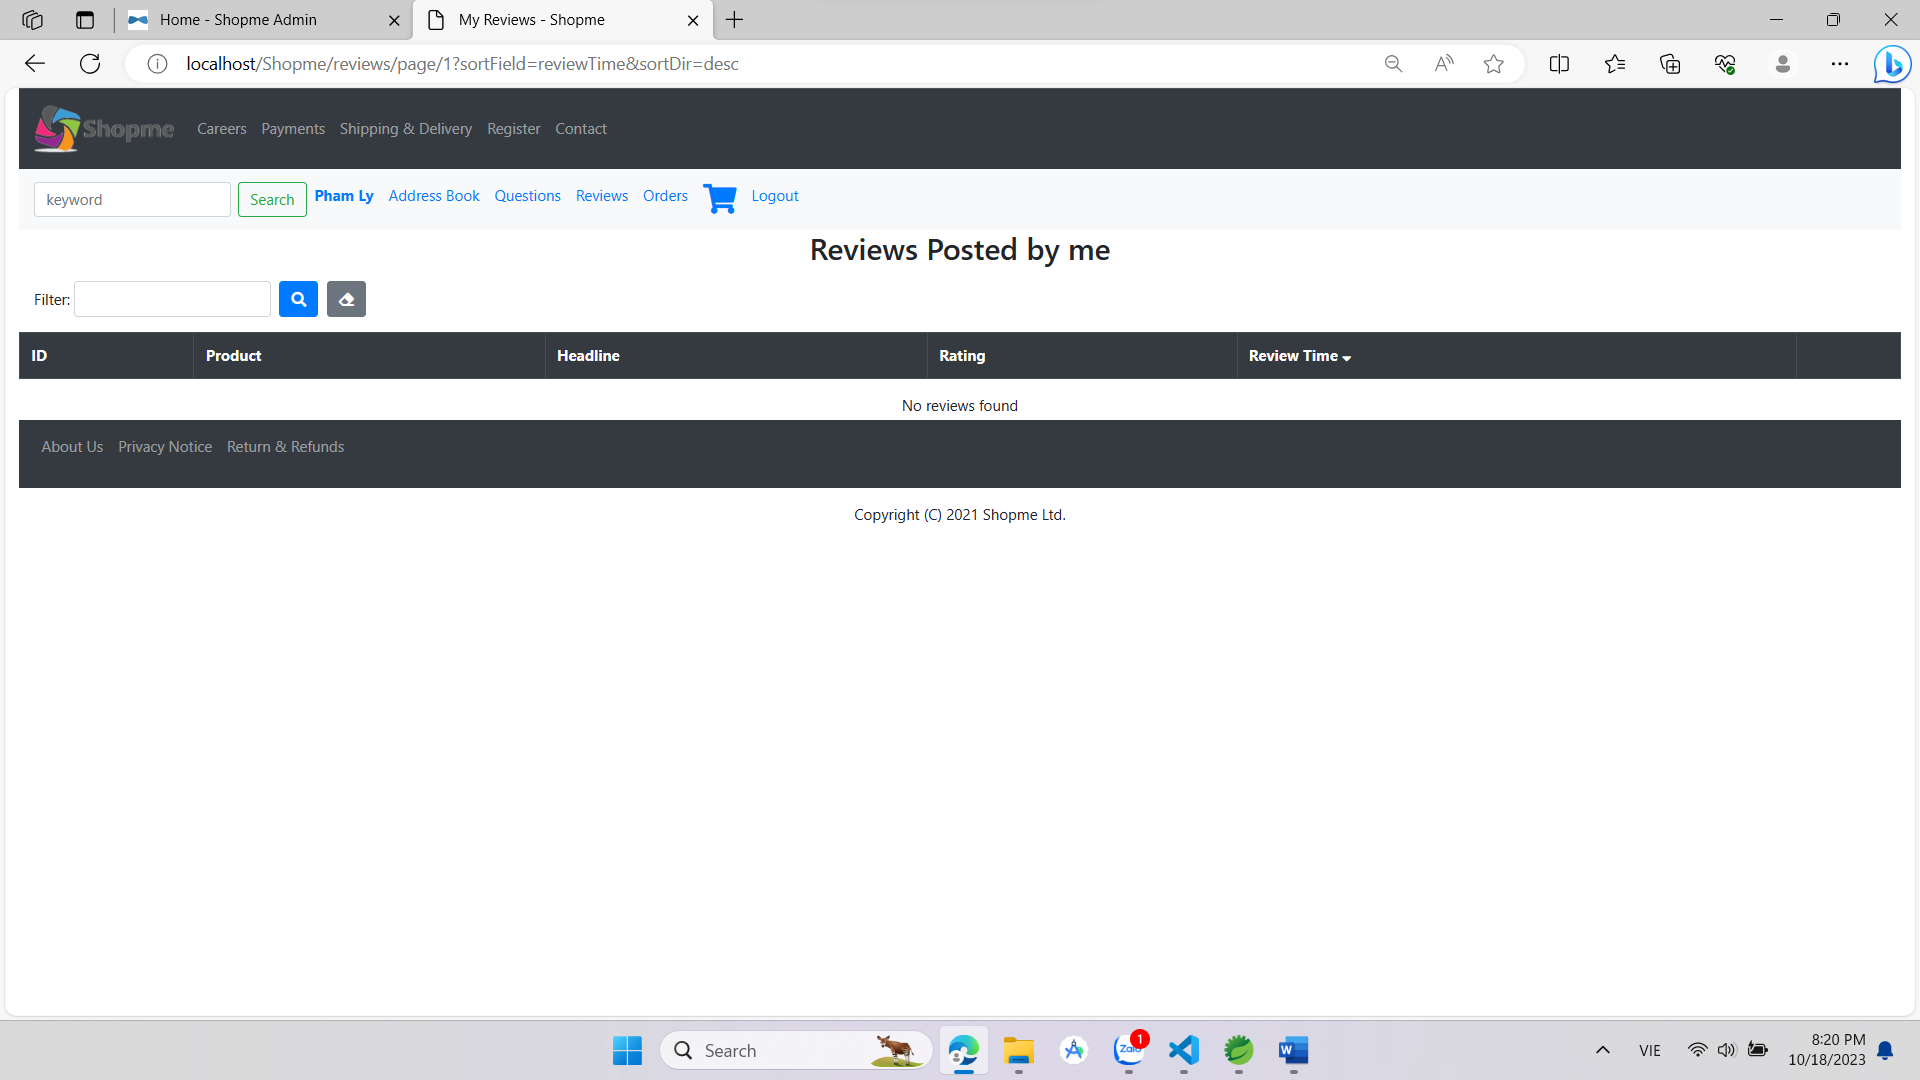 Home - Shopme Admin
My Reviews - Shopme
localhost/Shopme/reviews/page/1?sortField=reviewTime&sortDir=desc
Shopme Careers Payments Shipping & Delivery Register Contact
keyword Search Pham Ly Address Book Questions Reviews Orders Logout
Reviews Posted by me
Filter:
ID Product Headline Rating Review Time
No reviews found
About Us Privacy Notice Return & Refunds
Copyright (C) 2021 Shopme Ltd.
Search Zalo 1 W VIE 8:20 PM
10/18/2023